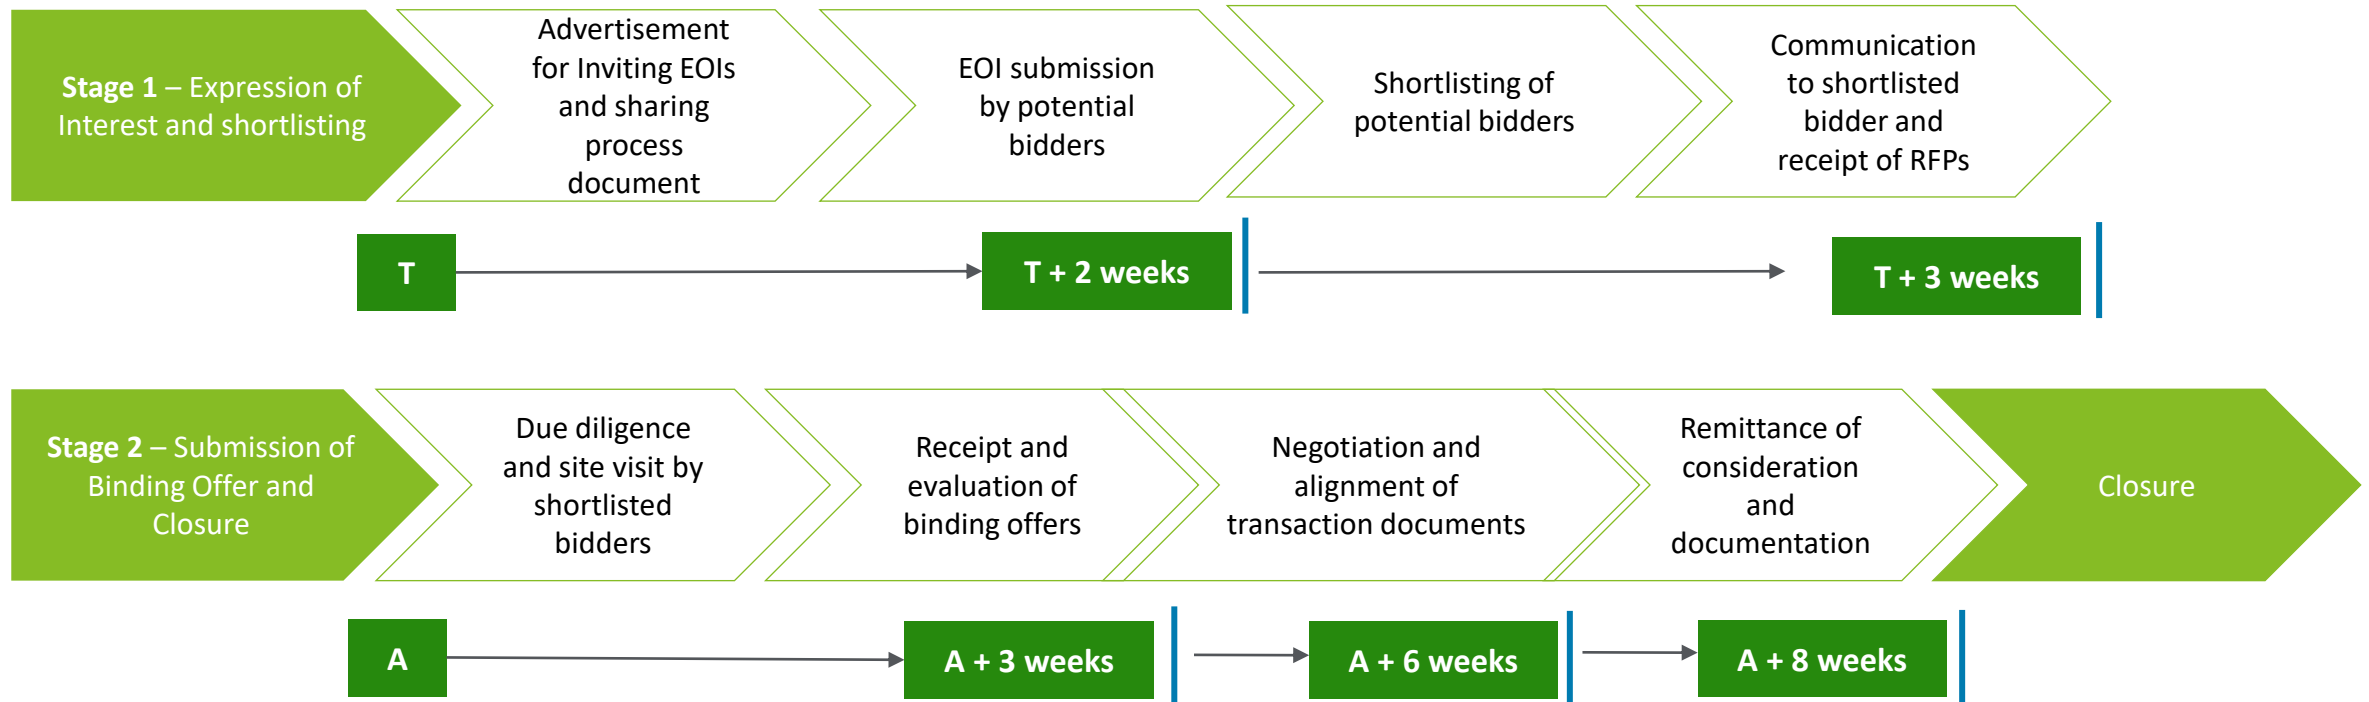 Stage 1 – Expression of
Interest and shortlisting
Advertisement
for Inviting EOIs
and sharing
process
document
EOI submission
by potential
bidders
Shortlisting of
potential bidders
Communication
to shortlisted
bidder and
receipt of RFPs
T
T + 2 weeks
T + 3 weeks
Stage 2 – Submission of
Binding Offer and
Closure
Due diligence
and site visit by
shortlisted
bidders
Receipt and
evaluation of
binding offers
Negotiation and
alignment of
transaction documents
Remittance of
consideration
and
documentation
Closure
A
A + 3 weeks
A + 6 weeks
A + 8 weeks